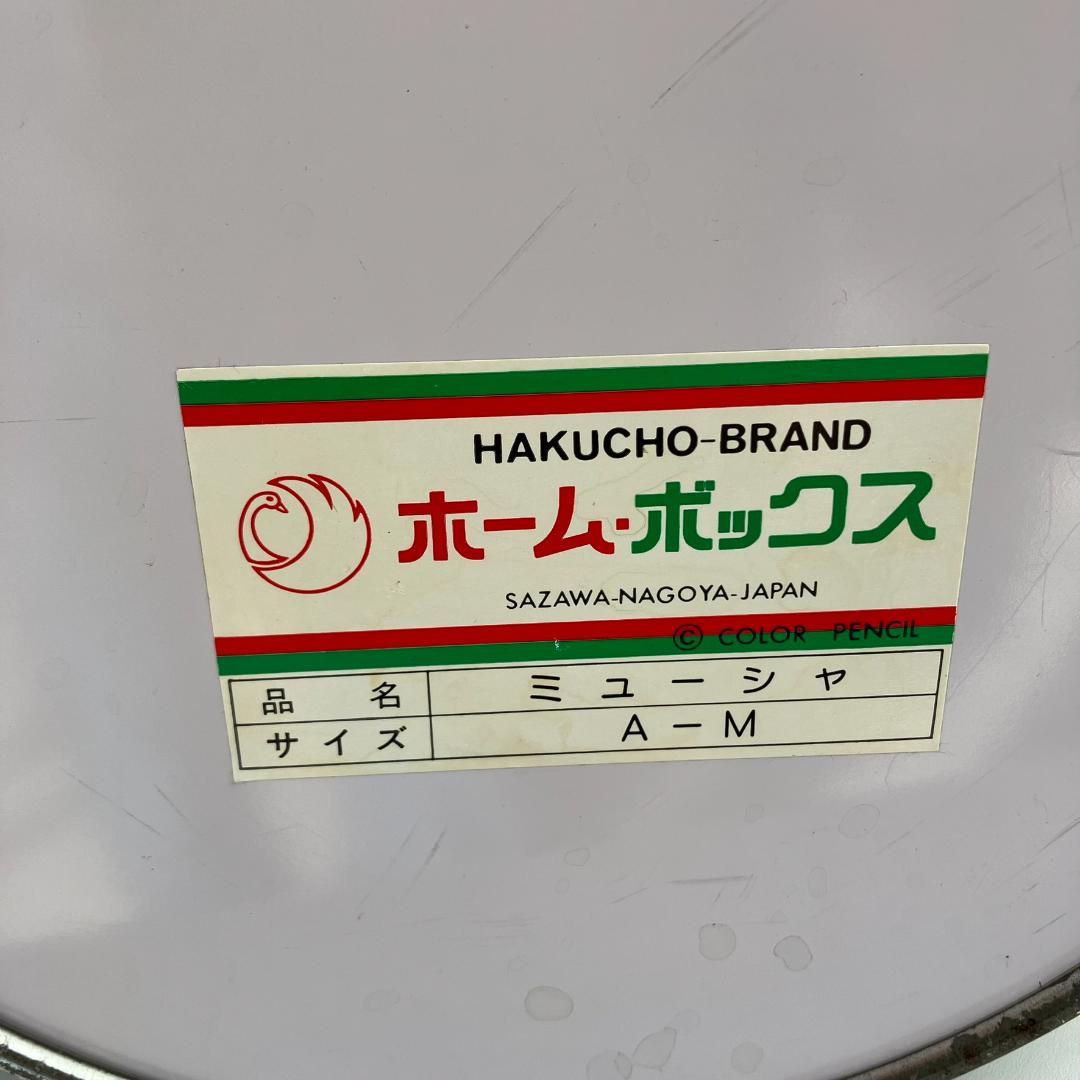 HAKUCHO-BRAND
ホーム・ボックス
SAZAWA-NAGOYA-JAPAN
© COLOR PENCIL
品名 ミューシャ
サイズ A-M